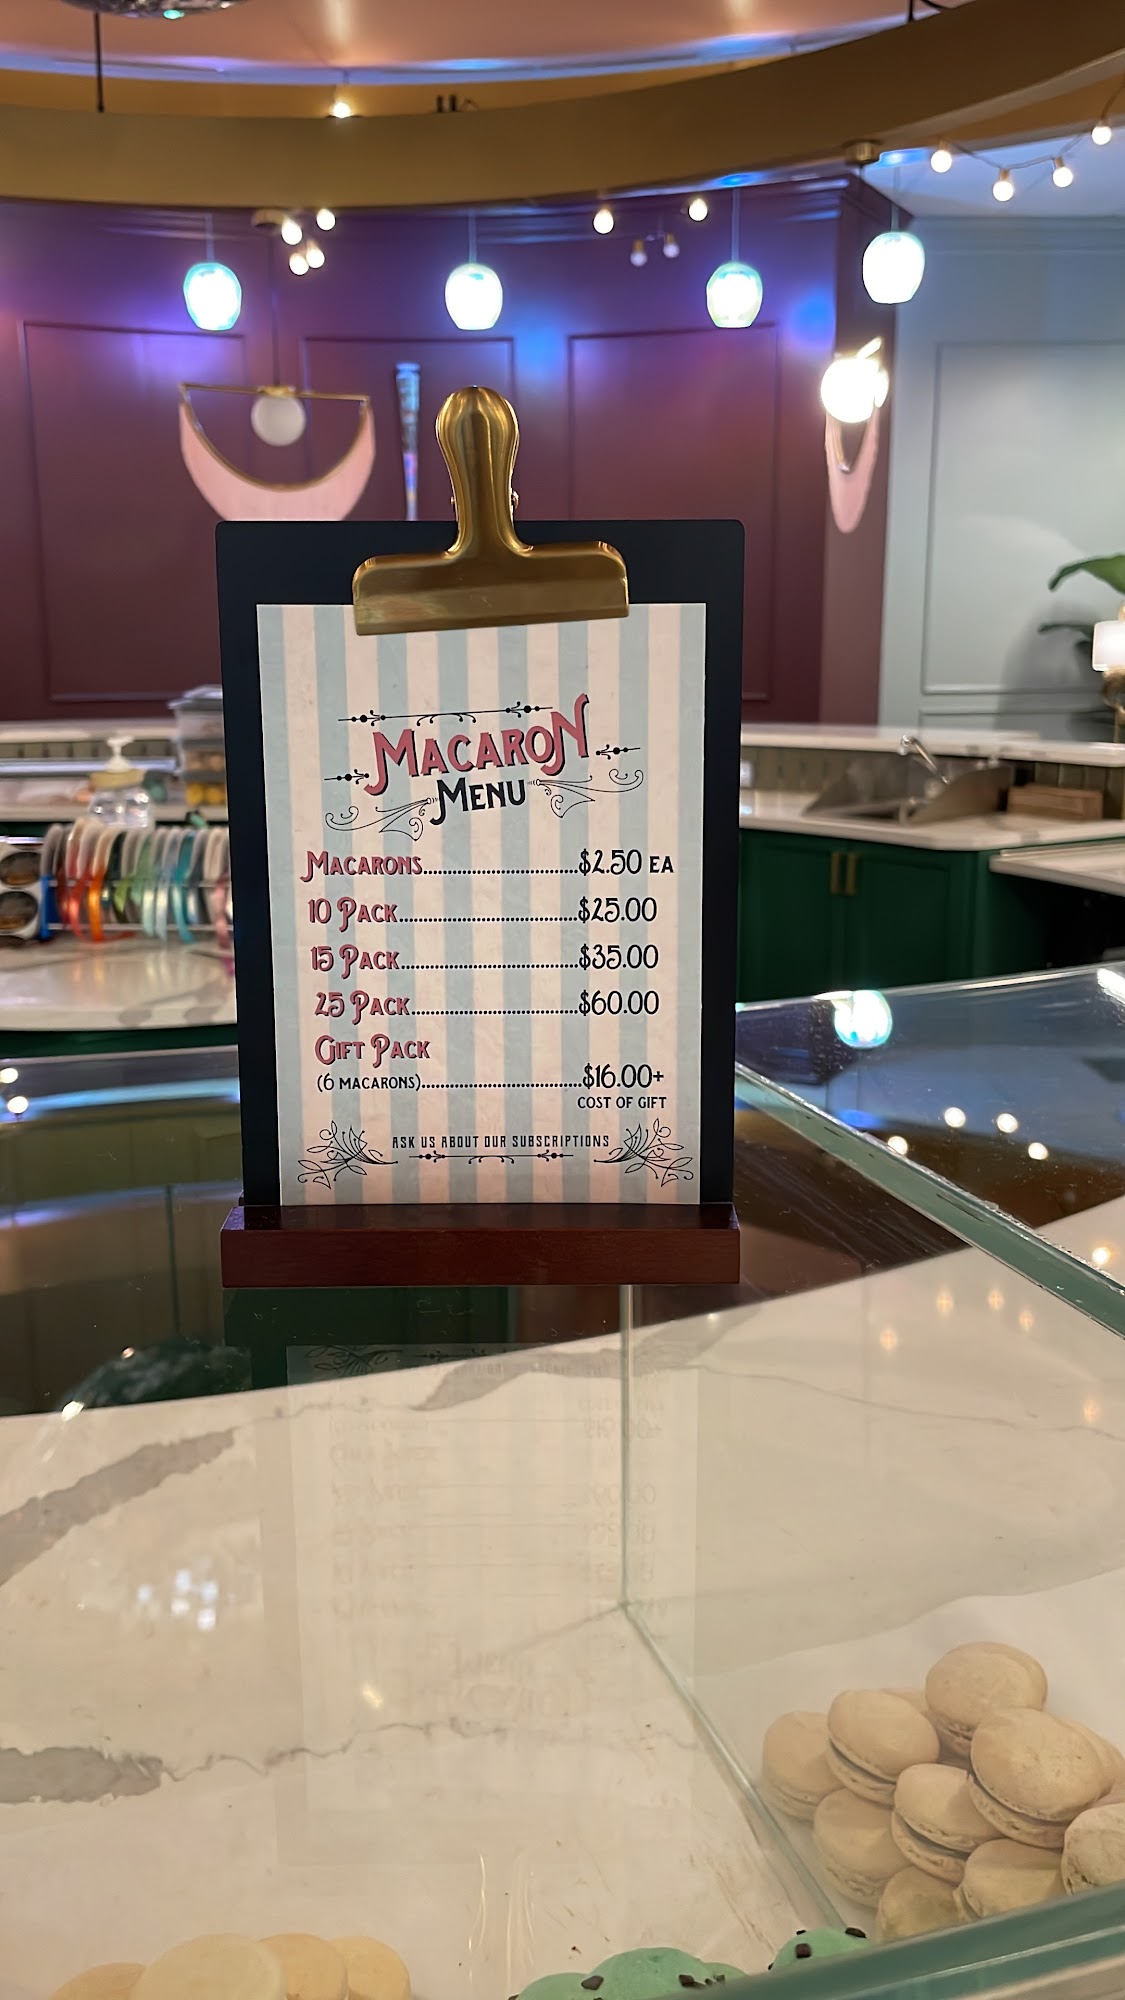 MACARON
MENU
MACARONS..............................$2.50 EA
10 PACK...................................$25.00
15 PACK...................................$35.00
25 PACK.................................$60.00
GIFT PACK
(6 MACARONS)................................$16.00+
COST OF GIFT
ASK US ABOUT OUR SUBSCRIPTIONS